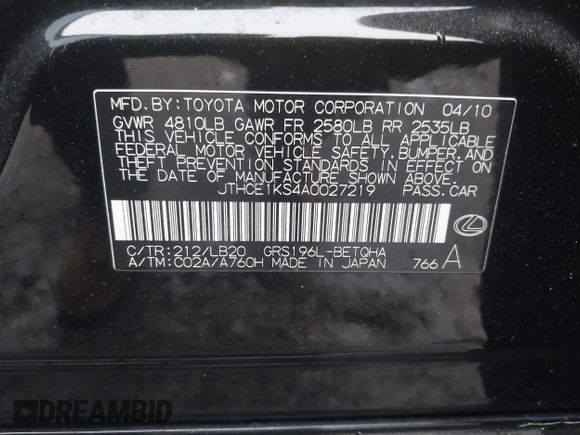 MFD.BY:TOYOTA MOTOR CORPORATION 04/10
GVWR 4810LB GAWR FR 2580LB RR 2535LB
THIS VEHICLE CONFORMS TO ALL APPLICABLE
FEDERAL MOTOR VEHICLE SAFETY,BUMPER,AND
THEFT PREVENTION STANDARDS IN EFFECT ON
THE DATE OF MANUFACTURE SHOWN ABOVE.
JTHCE1KS4A0027219 PASS.CAR
C/TR:212/LB20 GRS196L-BETQHA
A/TM:C02A/A760H MADE IN JAPAN 766 A
DREAMBID